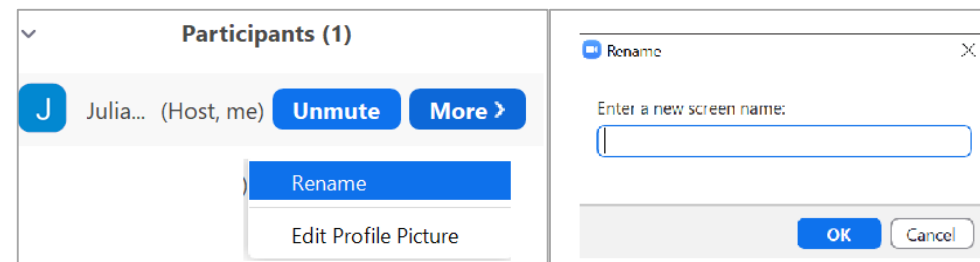 Participants (1)
J Julia... (Host, me) Unmute More >
Rename
Edit Profile Picture
Rename
Enter a new screen name:
OK Cancel